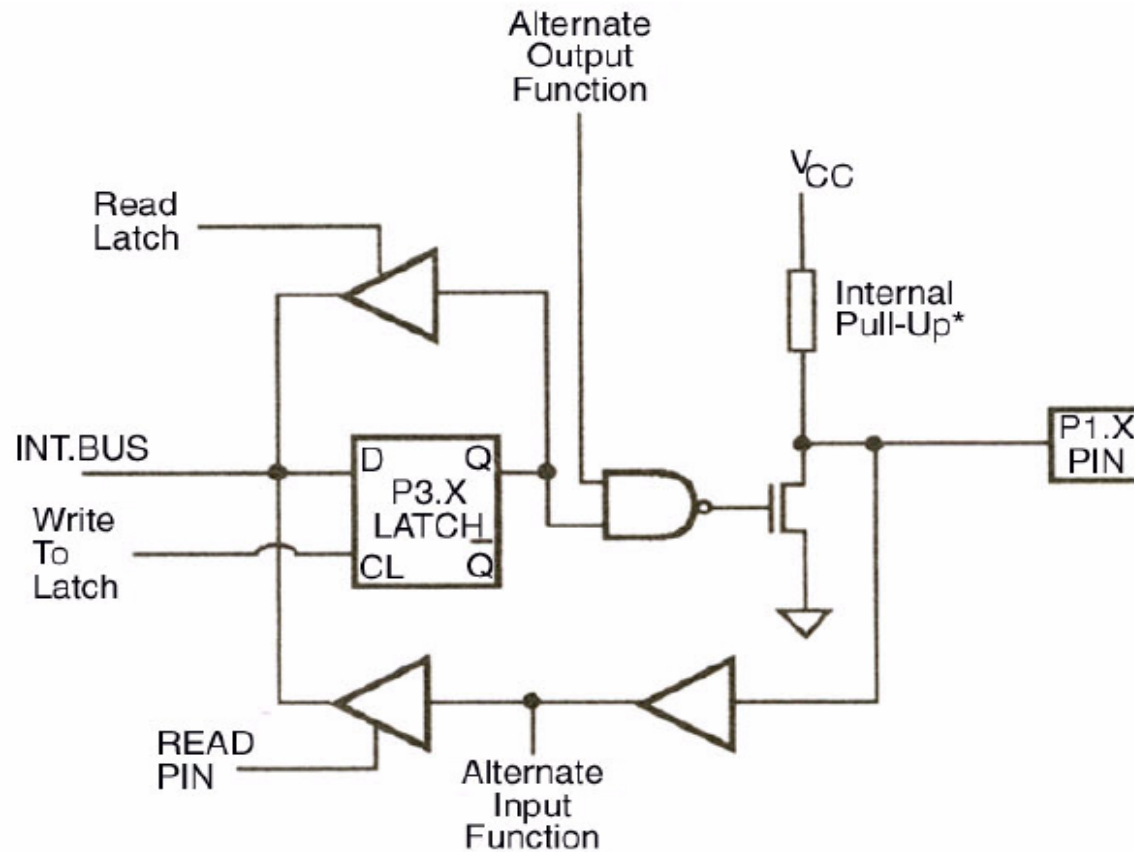 Alternate
Output
Function
VCC
Read
Latch
Internal
Pull-Up*
INT.BUS
D Q
P3.X
LATCH
CL Q̅
P1.X
PIN
Write
To
Latch
READ
PIN
Alternate
Input
Function